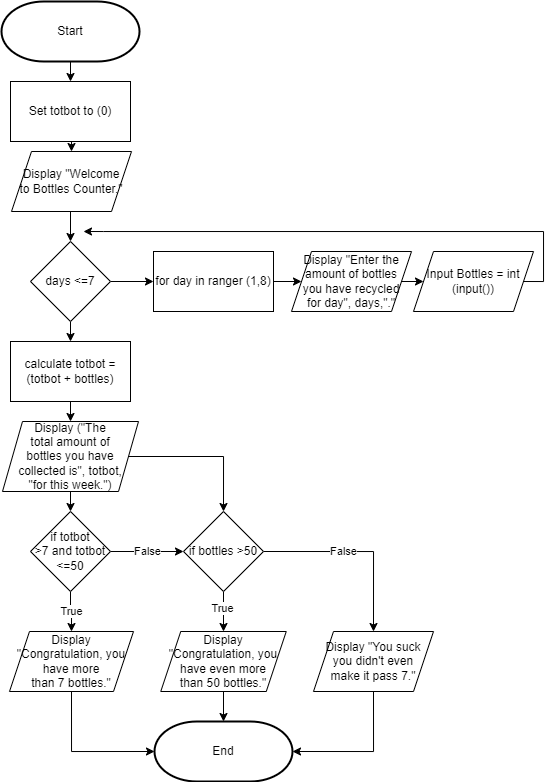 Start
Set totbot to (0)
Display "Welcome
to Bottles Counter."
days <=7
for day in ranger (1,8)
Display "Enter the
amount of bottles
you have recycled
for day", days,"."
Input Bottles = int
(input())
calculate totbot =
(totbot + bottles)
Display ("The
total amount of
bottles you have
collected is", totbot,
"for this week.")
if totbot
>7 and totbot
<=50
False
if bottles >50
False
True
True
Display
"Congratulation, you
have more
than 7 bottles."
Display
"Congratulation, you
have even more
than 50 bottles."
Display "You suck
you didn't even
make it pass 7."
End